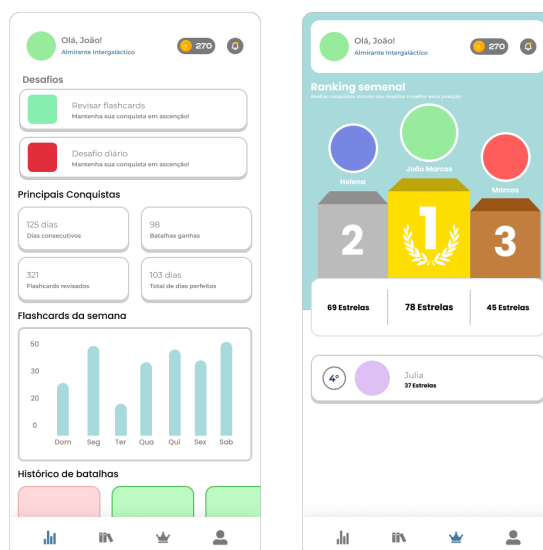 Olá, João!
Almirante Intergaláctico
270
Desafios
Revisar flashcards
Mantenha sua conquista em ascenção!
Desafio diário
Mantenha sua conquista em ascenção!
Principais Conquistas
125 dias
Dias consecutivos
98
Batalhas ganhas
321
Flashcards revisados
103 dias
Total de dias perfeitos
Flashcards da semana
50
30
20
0
Dom Seg Ter Qua Qui Sex Sab
Histórico de batalhas
Olá, João!
Almirante Intergaláctico
270
Ranking semenal
Helena
João Marcos
Marcos
2
1
3
69 Estrelas
78 Estrelas
45 Estrelas
4º
Julia
37 Estrelas